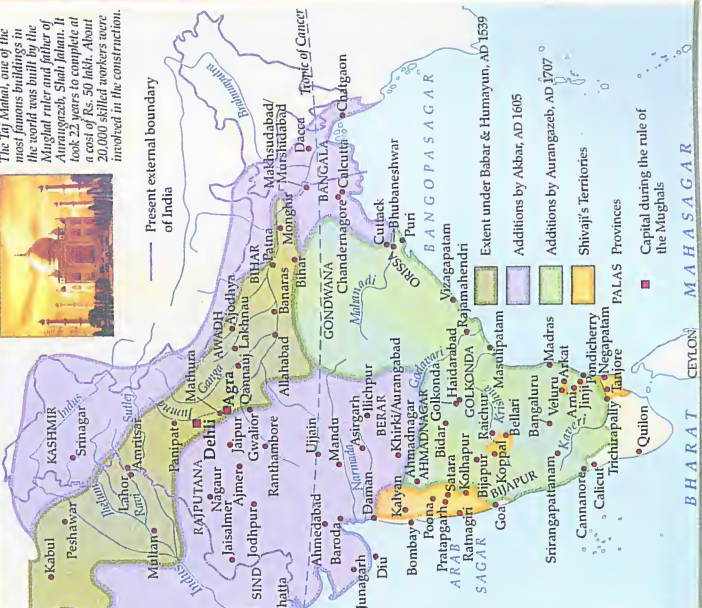 The Taj Mahal, one of the
most famous buildings in
the world was built by the
Mughal ruler and father of
Aurangazeb, Shah Jahan. It
took 22 years to complete at
a cost of Rs. 50 lakh. About
20,000 skilled workers were
involved in the construction.
Present external boundary
of India
Brahmaputra
Tropic of Cancer
KASHMIR
Indus
Srinagar
Kabul
Peshawar
Jhelum
Lahor
Ravi
Amritsar
Sutlej
Multan
Panipat
Delhi
Mathura
Jumna
Ganga
Agra
AWADH
Ajodhya
Lakhnau
Qannauj
BIHAR
Patna
Monghir
Makhsudabad/
Murshudabad
Dacca
Banaras
Bihar
Allahabad
RAJPUTANA
Nagaur
Jaisalmer
Ajmer
Jaipur
Gwalior
Jodhpur
Ranthambore
SIND
Indus
hatta
BANGALA
Chatgaon
Chandernagore
Calcutta
GONDWANA
Ahmedabad
Ujjain
Mandu
Baroda
Narmada
Asirgarh
Ilichpur
BERAR
Junagarh
Diu
Daman
Khirki/Aurangabad
Mahanadi
Cuttack
Bhubaneshwar
Puri
ORISSA
BANGOPASAGAR
Kalyan
Bombay
Ahmadnagar
AHMADNAGAR
Godavari
Golkonda
Bidar
Haidarabad
GOLKONDA
Vizagapatam
Rajamahendri
Poona
Pratapgarh
Satara
Ratnagiri
Kolhapur
ARAB
SAGAR
Bijapur
Raichur
Krishna
Masulipatam
Koppal
Bellari
Goa
BIJAPUR
Extent under Babar & Humayun, AD 1539
Additions by Akbar, AD 1605
Additions by Aurangazeb, AD 1707
Shivaji's Territories
PALAS Provinces
Capital during the rule of
the Mughals
Bangaluru
Veluru
Madras
Arkat
Srirangapattanam
Arni
Jinji
Pondicherry
Cannanore
Kaveri
Negapatam
Tanjore
Calicut
Trichurapally
Quilon
CEYLON
BHARAT MAHASAGAR